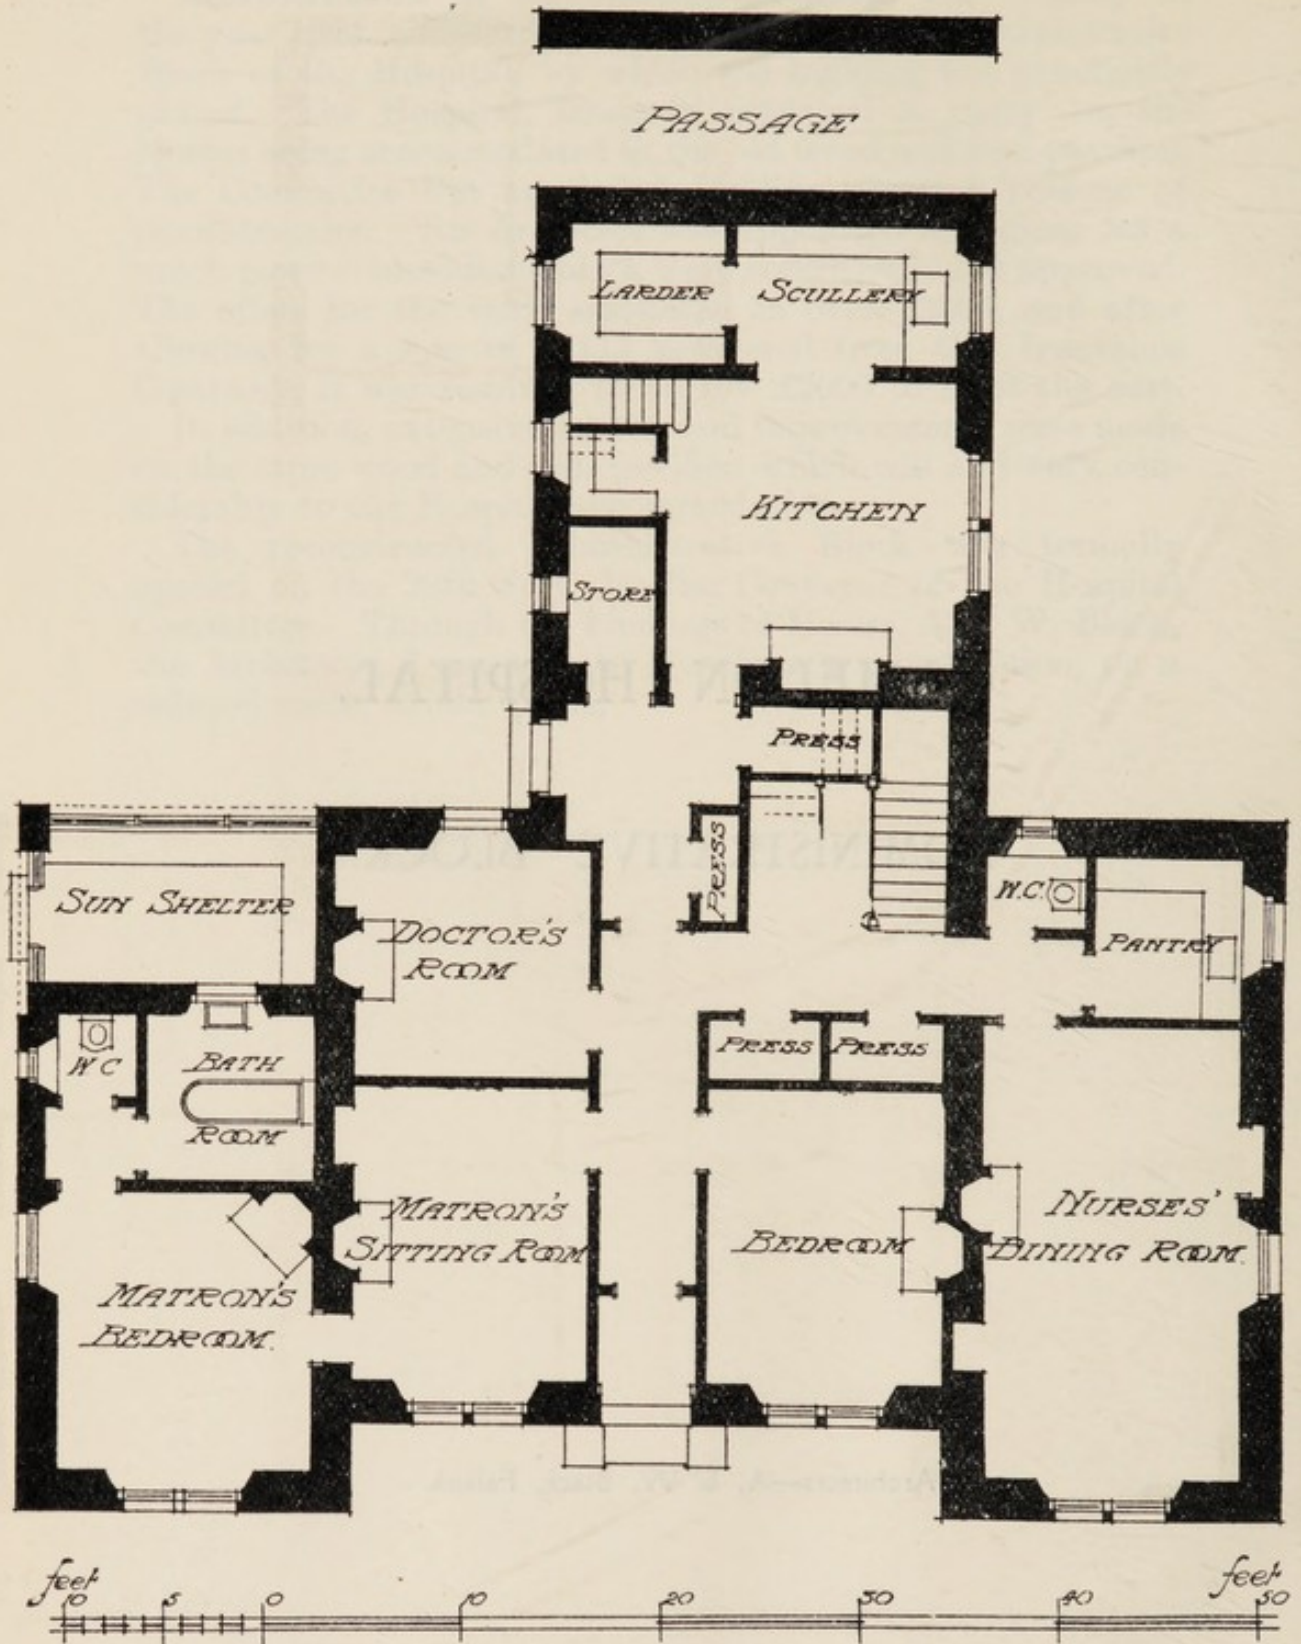 PASSAGE
LARDER
SCULLERY
KITCHEN
STORE
PRESS
PRESS
SUN SHELTER
DOCTOR'S
ROOM
W.C.
PANTRY
W C
BATH
ROOM
PRESS
PRESS
MATRON'S
SITTING ROOM
BEDROOM
NURSES'
DINING ROOM.
MATRON'S
BEDROOM.
feet
feet
10 5 0 10 20 30 40 50